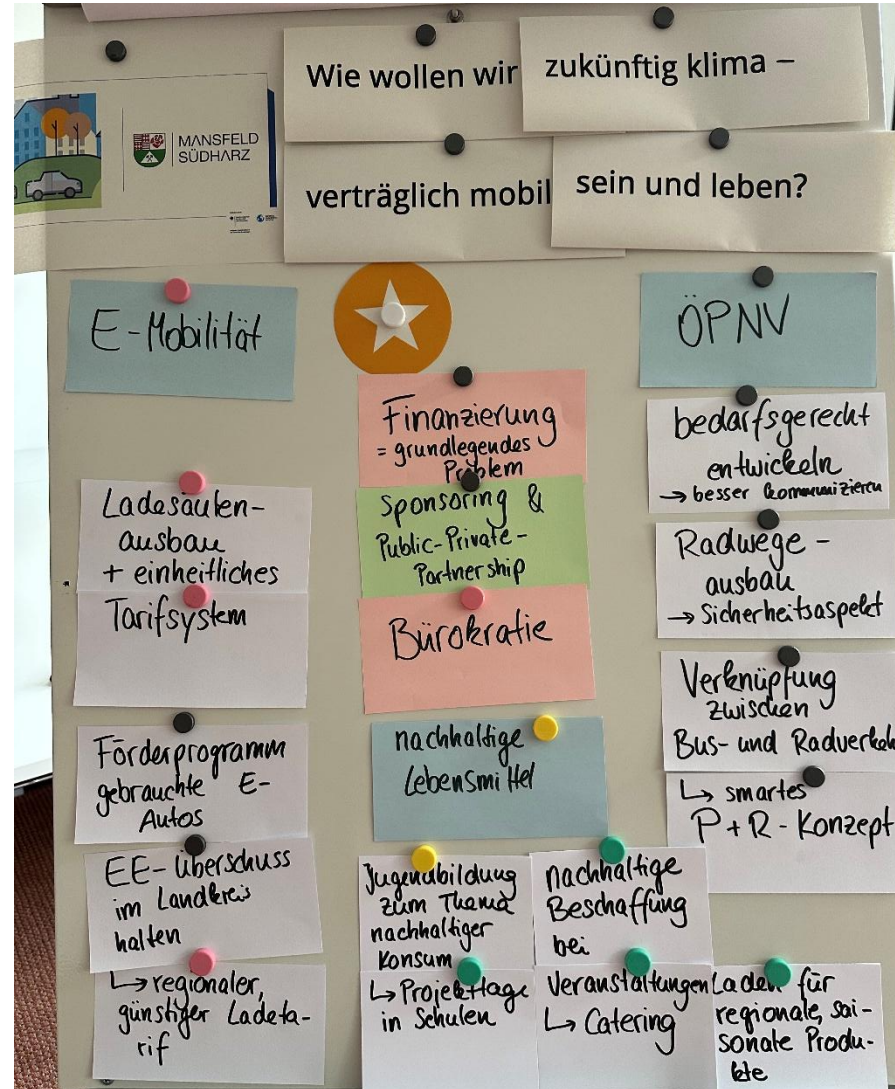 Wie wollen wir zukünftig klima –
verträglich mobil sein und leben?
MANSFELD
SÜDHARZ
E-Mobilität
Ladesäulen-
ausbau
+ einheitliches
Tarifsystem
Förderprogramm
gebrauchte E-
Autos
EE-Überschuss
im Landkreis
halten
↳ regionaler,
günstiger Ladeta-
rif
Finanzierung
= grundlegendes
Problem
Sponsoring &
Public-Private-
Partnership
Bürokratie
nachhaltige
Lebensmittel
Jugendbildung
zum Thema
nachhaltiger
Konsum
↳ Projekttage
in Schulen
nachhaltige
Beschaffung
bei
Veranstaltungen
↳ Catering
Laden für
regionale, sai-
sonale Produ-
kte
ÖPNV
bedarfsgerecht
entwickeln
→ besser kommunizieren
Radwege-
ausbau
→ Sicherheitsaspekt
Verknüpfung
zwischen
Bus- und Radverkeh
↳ smartes
P+R-Konzept